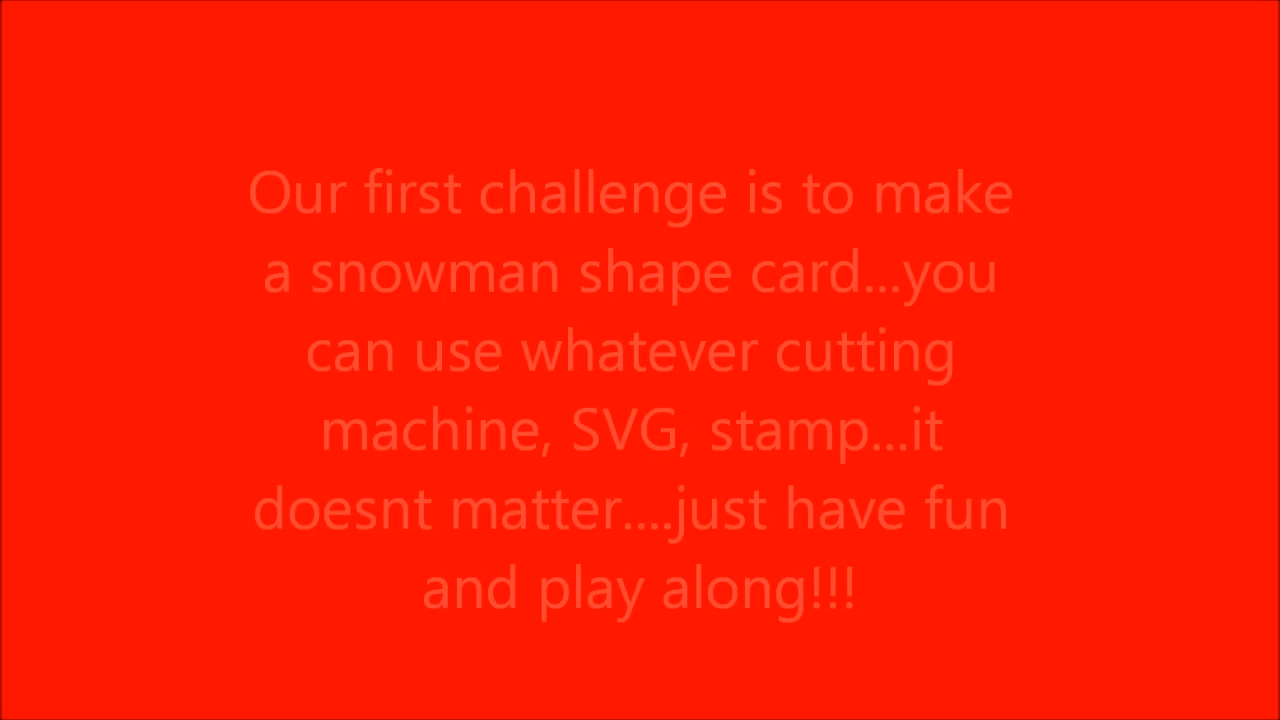 Our first challenge is to make
a snowman shape card...you
can use whatever cutting
machine, SVG, stamp...it
doesnt matter....just have fun
and play along!!!